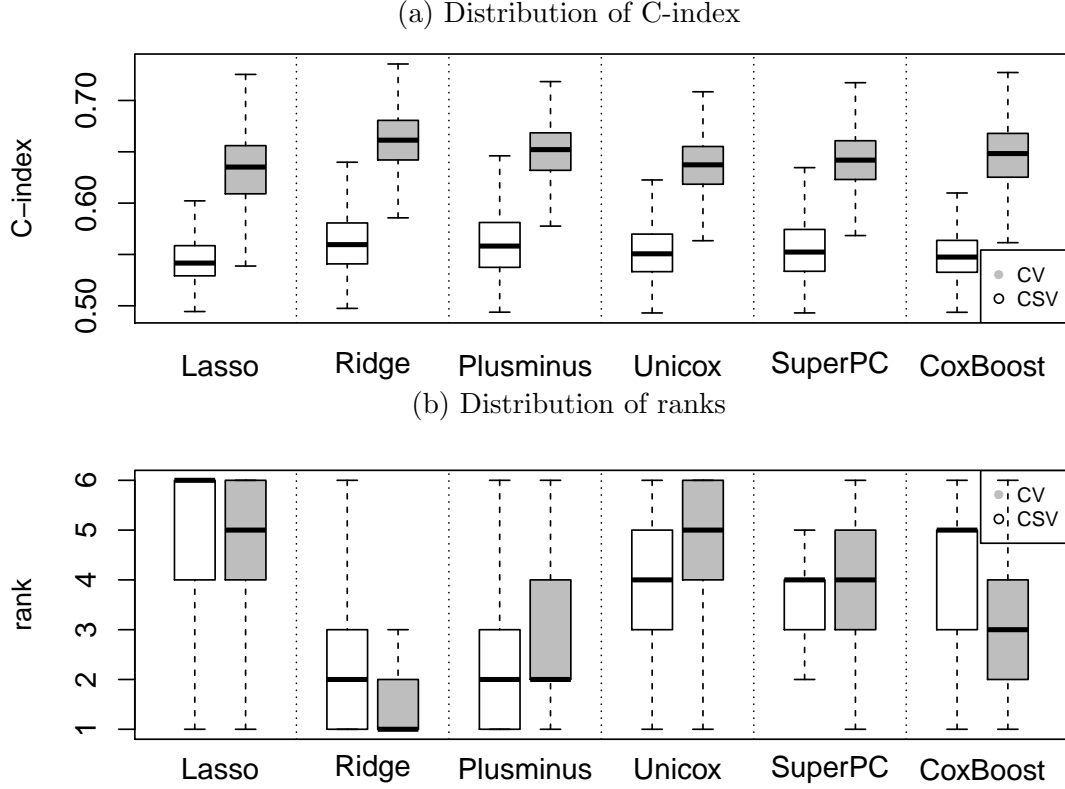 (a) Distribution of C-index
C−index
0.70
0.60
0.50
CV
CSV
Lasso Ridge Plusminus Unicox SuperPC CoxBoost
(b) Distribution of ranks
rank
6
5
4
3
2
1
CV
CSV
Lasso Ridge Plusminus Unicox SuperPC CoxBoost